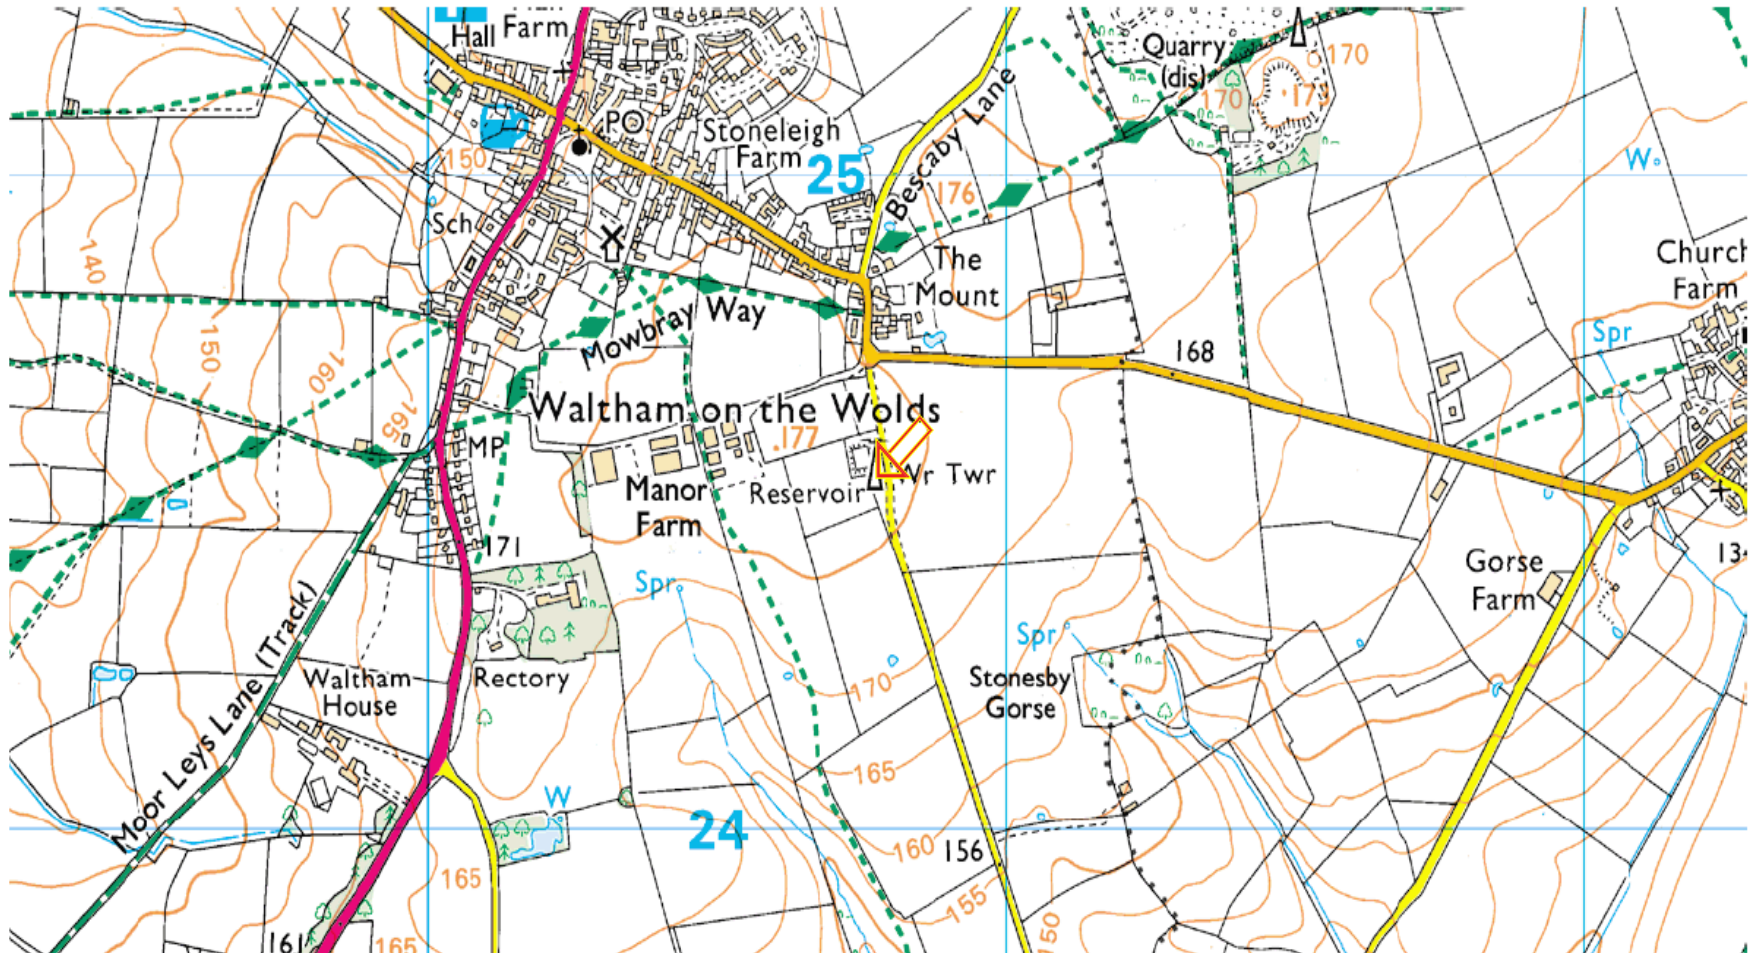 Hall
Farm
PO
Stoneleigh
Farm
25
Bescaby Lane
Quarry
(dis)
170
170
150
176
W
Sch
140
The
Mount
Church
Farm
Mowbray Way
150
160
165
168
Spr
Waltham on the Wolds
177
MP
Manor
Farm
Reservoir
Wr Twr
171
Spr
Gorse
Farm
Spr
Moor Leys Lane (Track)
Waltham
House
Rectory
170
Stonesby
Gorse
165
W
24
160
156
165
155
150
161
165